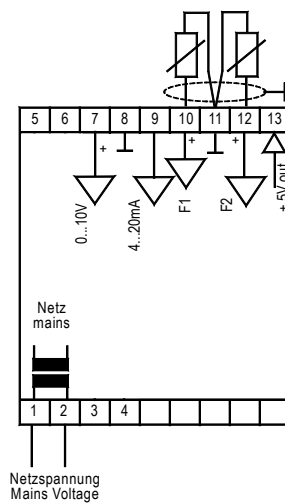 5 6 7 8 9 10 11 12 13
+ + +
0...10V
4...20mA
F1
F2
+ 5V out
Netz
mains
1 2 3 4
Netzspannung
Mains Voltage